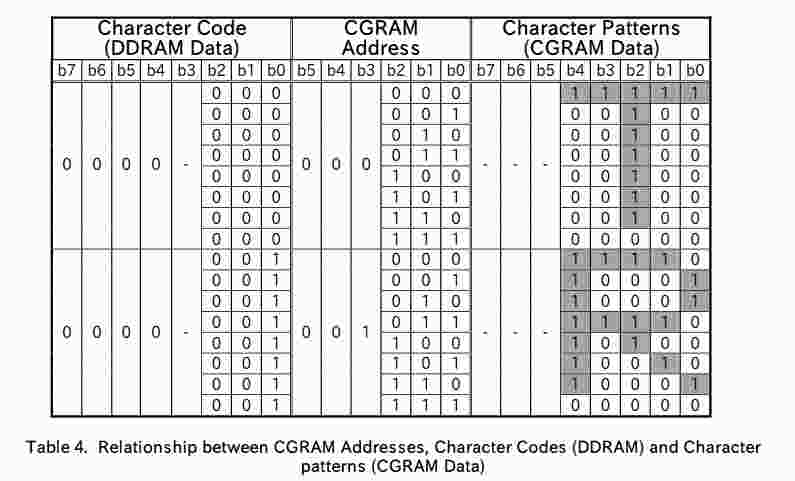 Character Code CGRAM Character Patterns
(DDRAM Data) Address (CGRAM Data)
b7 b6 b5 b4 b3 b2 b1 b0 b5 b4 b3 b2 b1 b0 b7 b6 b5 b4 b3 b2 b1 b0
0 0 0 0 0 0 1 1 1 1 1
0 0 0 0 0 1 0 0 1 0 0
0 0 0 0 1 0 0 0 1 0 0
0 0 0 0 1 1 0 0 1 0 0
0 0 0 0 - 0 0 0 - - -
0 0 0 1 0 0 0 0 1 0 0
0 0 0 1 0 1 0 0 1 0 0
0 0 0 1 1 0 0 0 1 0 0
0 0 0 1 1 1 0 0 0 0 0
0 0 1 0 0 0 1 1 1 1 0
0 0 1 0 0 1 1 0 0 0 1
0 0 1 0 1 0 1 0 0 0 1
0 0 1 0 1 1 1 1 1 1 0
0 0 0 0 - 0 0 1 - - -
0 0 1 1 0 0 1 0 1 0 0
0 0 1 1 0 1 1 0 0 1 0
0 0 1 1 1 0 1 0 0 0 1
0 0 1 1 1 1 0 0 0 0 0
Table 4. Relationship between CGRAM Addresses, Character Codes (DDRAM) and Character
patterns (CGRAM Data)